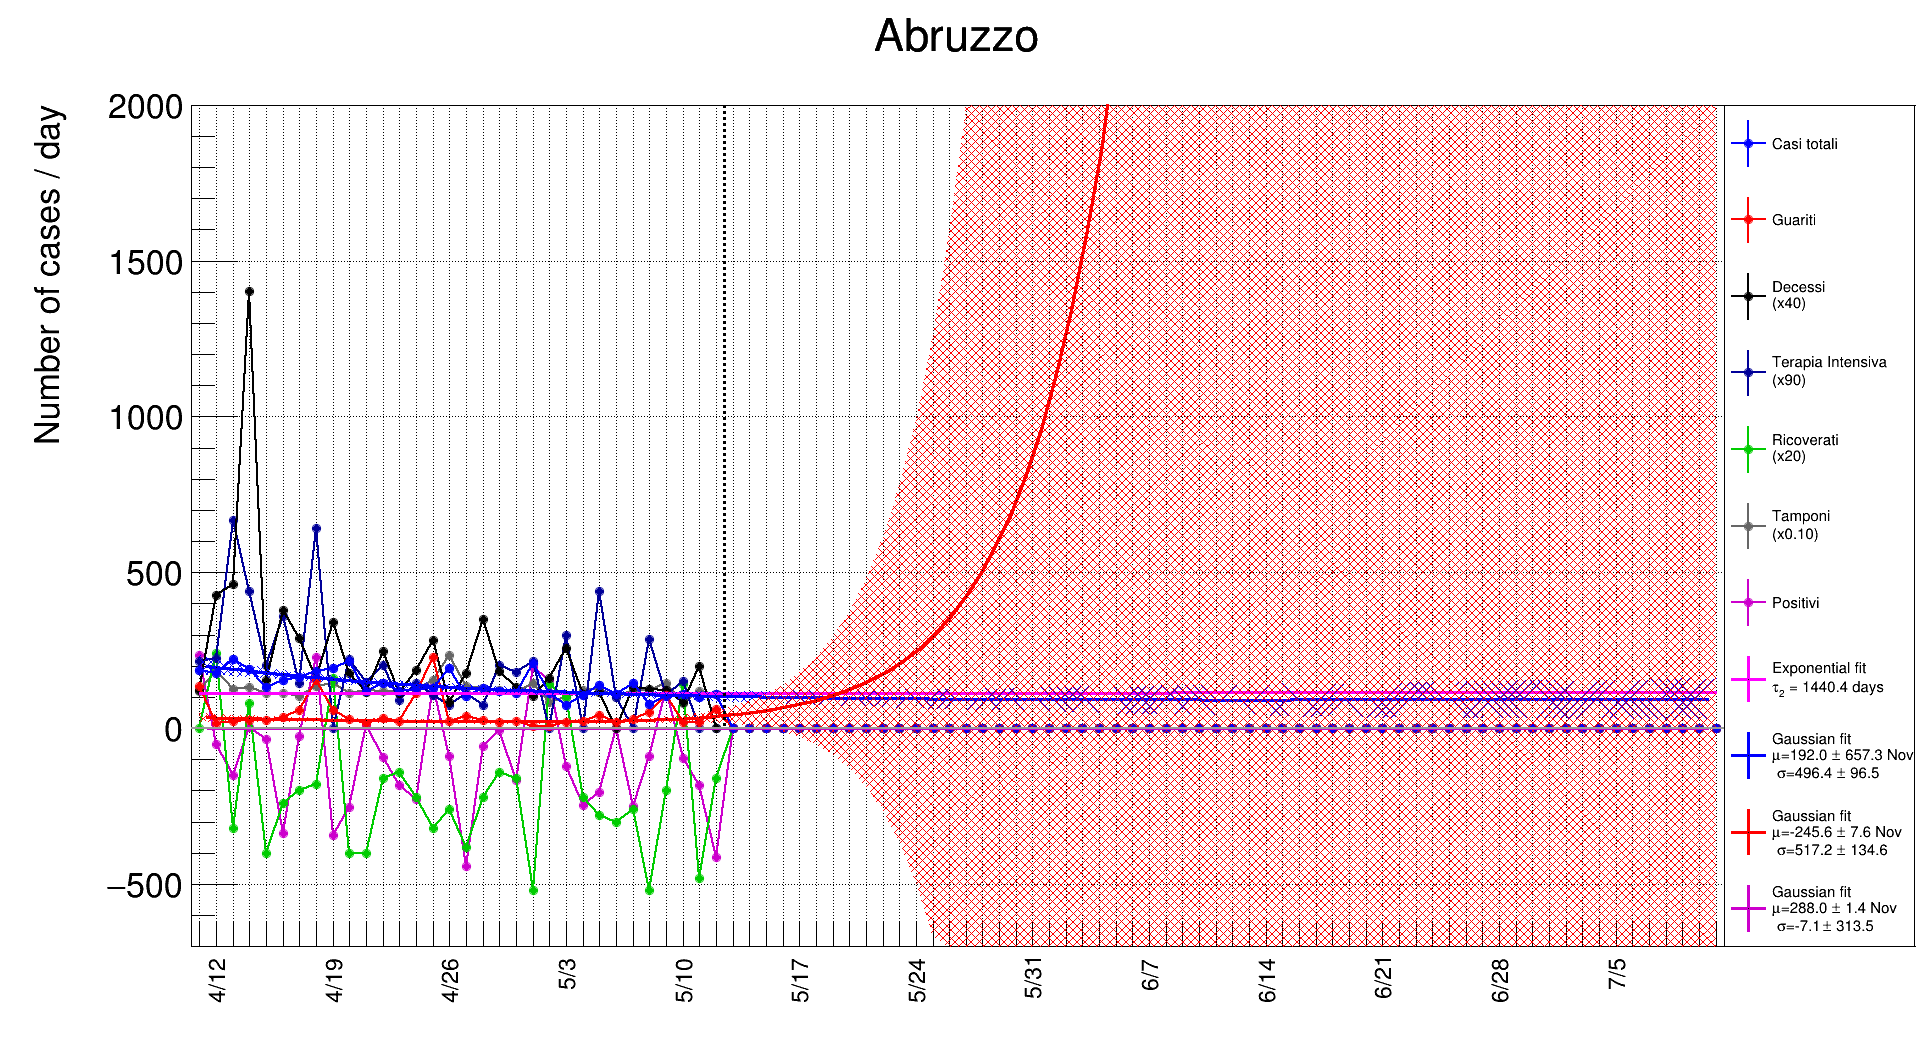 Abruzzo
Number of cases / day
2000
1500
1000
500
0
−500
4/12
4/19
4/26
5/3
5/10
5/17
5/24
5/31
6/7
6/14
6/21
6/28
7/5
Casi totali
Guariti
Decessi
(x40)
Terapia Intensiva
(x90)
Ricoverati
(x20)
Tamponi
(x0.10)
Positivi
Exponential fit
τ2 = 1440.4 days
Gaussian fit
μ=192.0 ± 657.3 Nov
σ=496.4 ± 96.5
Gaussian fit
μ=-245.6 ± 7.6 Nov
σ=517.2 ± 134.6
Gaussian fit
μ=288.0 ± 1.4 Nov
σ=-7.1 ± 313.5